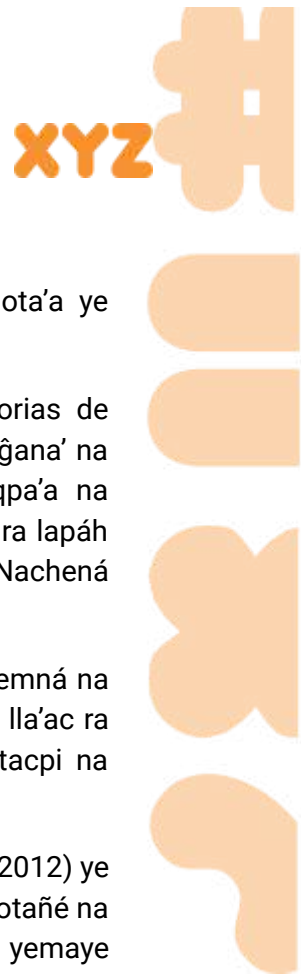 XYZ
ota’a ye
orias de
ĝana’ na
qpa’a na
ra lapáh
Nachená
emná na
lla’ac ra
tacpi na
2012) ye
otañé na
yemaye